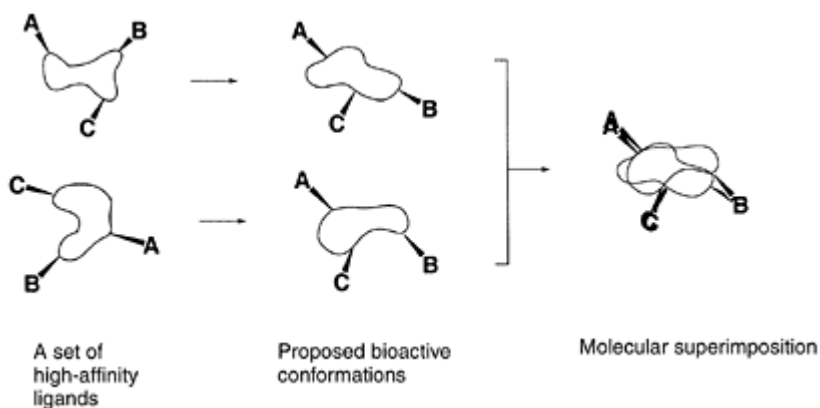 A
B
C
A
B
C
A
B
C
C
A
B
A
B
C
A set of
high-affinity
ligands
Proposed bioactive
conformations
Molecular superimposition